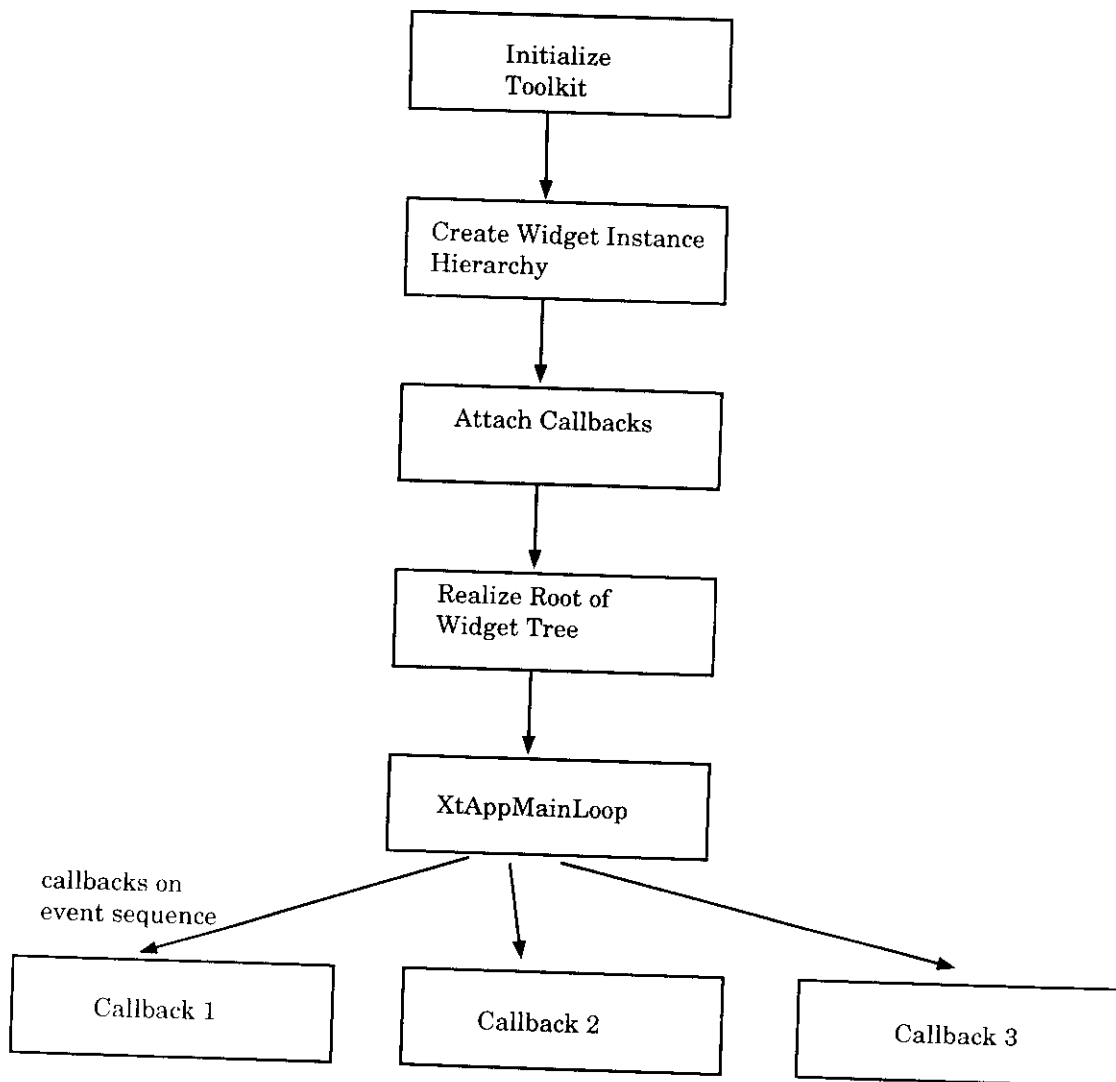 Initialize
Toolkit
Create Widget Instance
Hierarchy
Attach Callbacks
Realize Root of
Widget Tree
XtAppMainLoop
callbacks on
event sequence
Callback 1
Callback 2
Callback 3